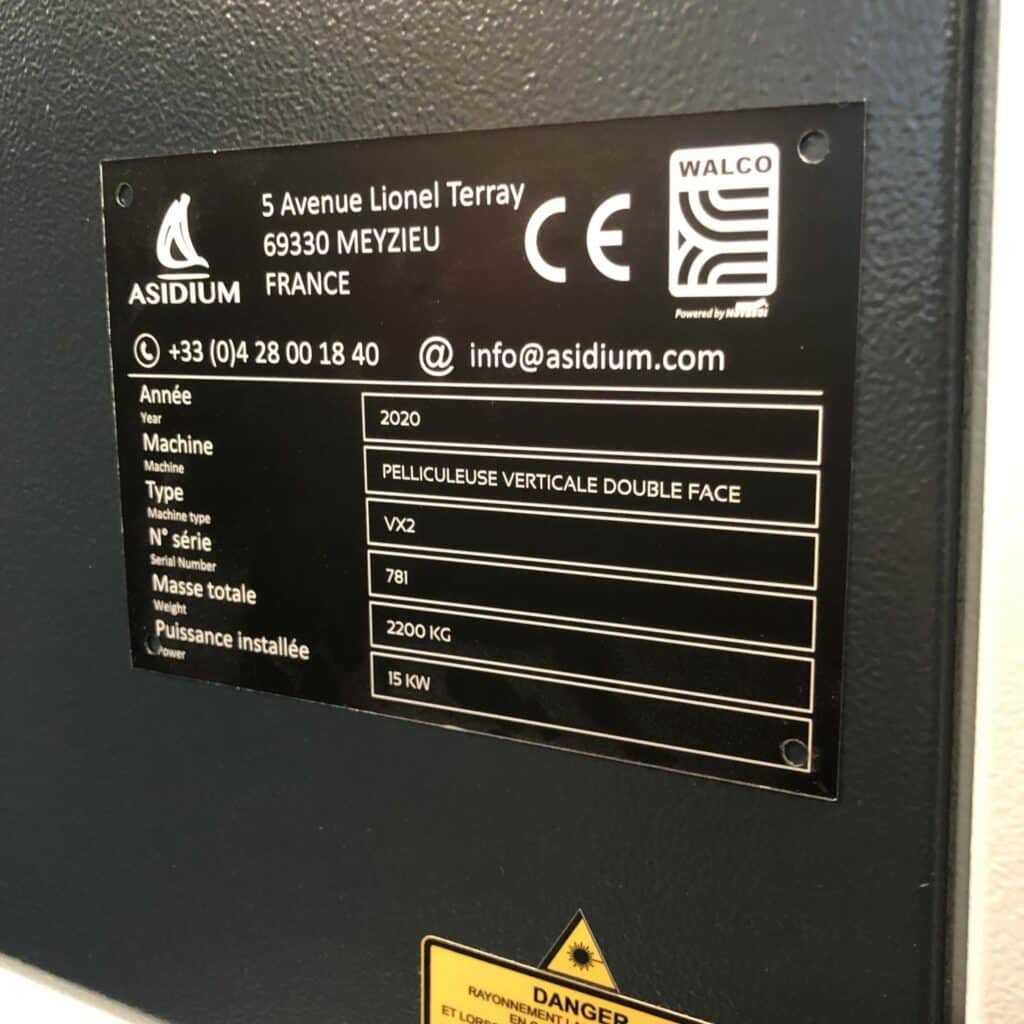 ASIDIUM
5 Avenue Lionel Terray
69330 MEYZIEU
FRANCE
CE
WALCO
Powered by
+33 (0)4 28 00 18 40 @ info@asidium.com
Année
Year
2020
Machine
Machine
PELLICULEUSE VERTICALE DOUBLE FACE
Type
Machine type
VX2
N° série
Serial Number
781
Masse totale
Weight
2200 KG
Puissance installée
Power
15 KW
DANGER
RAYONNEMENT
ET